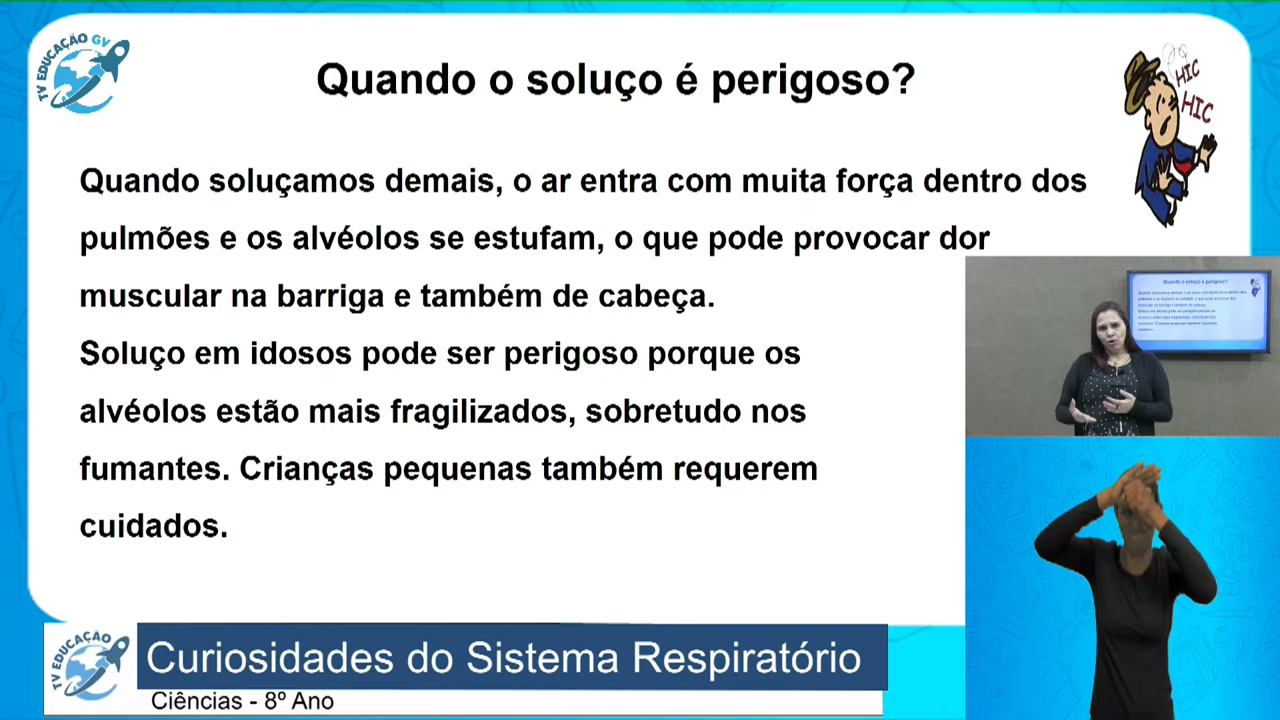 TV EDUCAÇÃO GV
Quando o soluço é perigoso?
HIC
HIC
Quando soluçamos demais, o ar entra com muita força dentro dos
pulmões e os alvéolos se estufam, o que pode provocar dor
muscular na barriga e também de cabeça.
Soluço em idosos pode ser perigoso porque os
alvéolos estão mais fragilizados, sobretudo nos
fumantes. Crianças pequenas também requerem
cuidados.
Quando o soluço é perigoso?
TV EDUCAÇÃO
Curiosidades do Sistema Respiratório
Ciências - 8º Ano